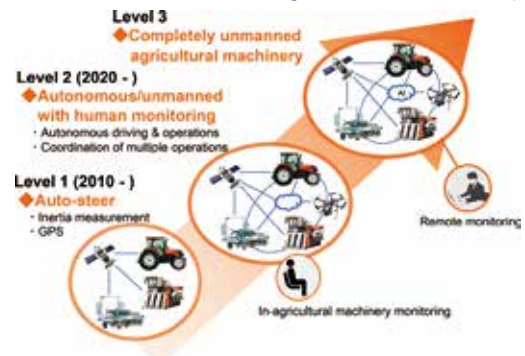 Level 3
◆Completely unmanned
agricultural machinery
Level 2 (2020 - )
◆Autonomous/unmanned
with human monitoring
・Autonomous driving & operations
・Coordination of multiple operations
Level 1 (2010 - )
◆Auto-steer
・Inertia measurement
・GPS
AI
Remote monitoring
In-agricultural machinery monitoring